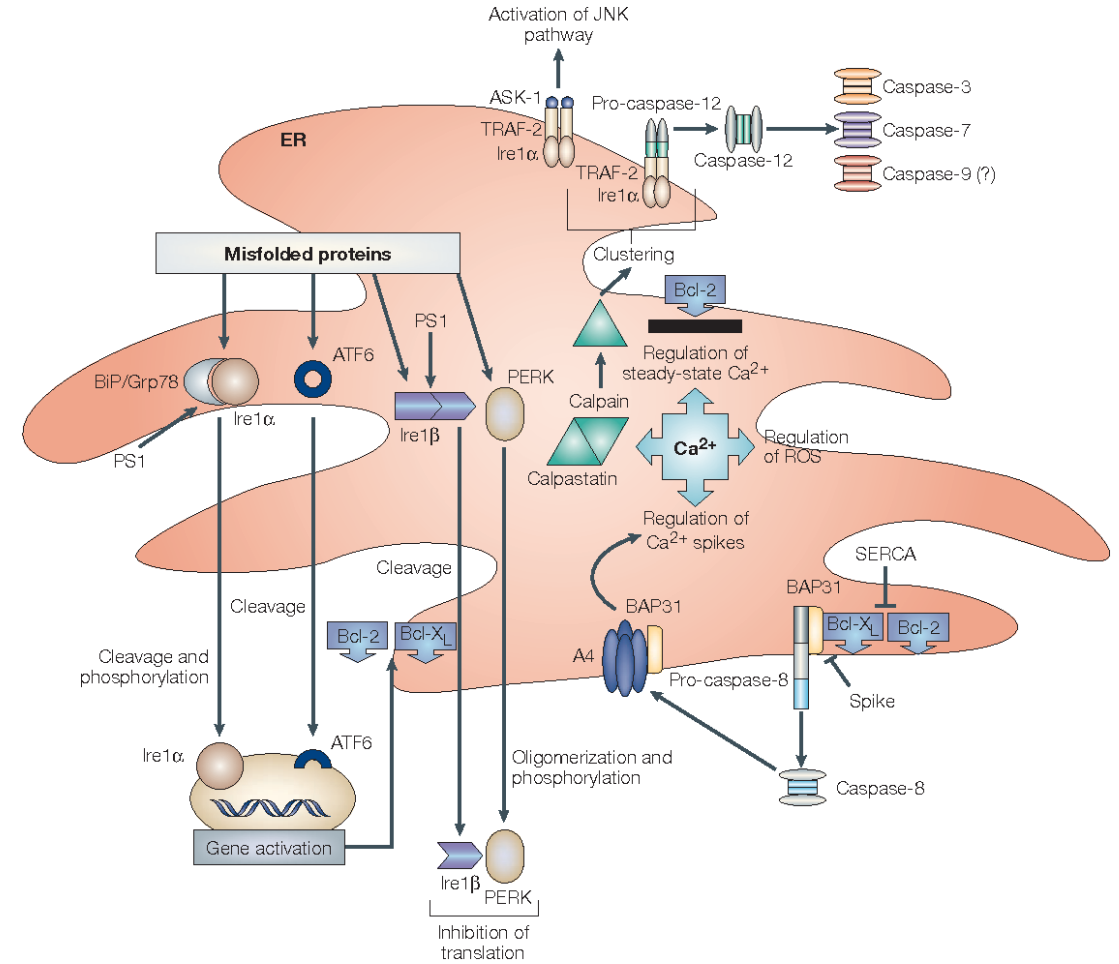 Activation of JNK
pathway
ASK-1
TRAF-2
Ire1α
Pro-caspase-12
Caspase-12
TRAF-2
Ire1α
Caspase-3
Caspase-7
Caspase-9 (?)
ER
Misfolded proteins
Clustering
Bcl-2
PS1
Regulation of
steady-state Ca²⁺
BiP/Grp78
Ire1α
ATF6
PERK
Ire1β
PS1
Calpain
Calpastatin
Ca²⁺
Regulation
of ROS
Regulation of
Ca²⁺ spikes
SERCA
Cleavage
Cleavage
BAP31
BAP31
Bcl-2
Bcl-X_L
Bcl-X_L
Bcl-2
A4
Pro-caspase-8
Spike
Cleavage and
phosphorylation
Ire1α
ATF6
Oligomerization and
phosphorylation
Caspase-8
Gene activation
Ire1β
PERK
Inhibition of
translation